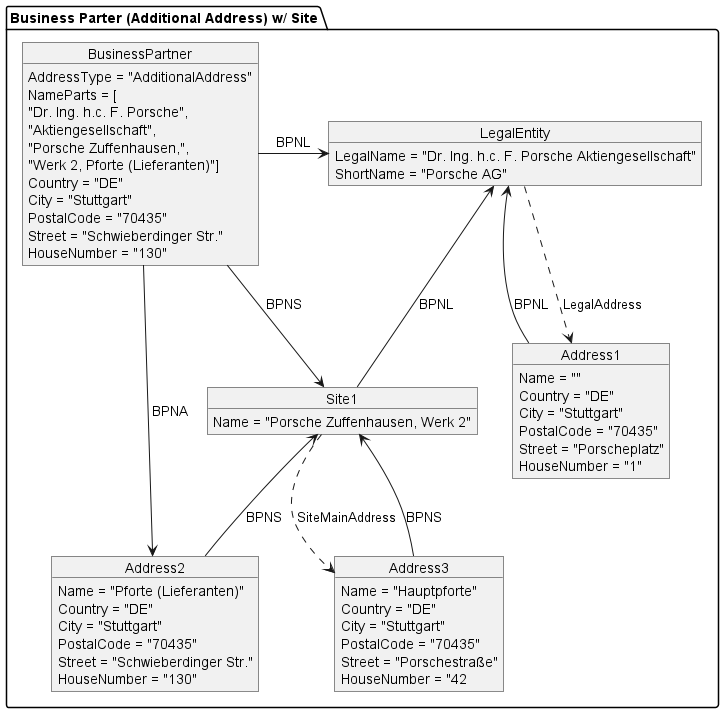 Business Parter (Additional Address) w/ Site
BusinessPartner
AddressType = "AdditionalAddress"
NameParts = [
"Dr. Ing. h.c. F. Porsche",
"Aktiengesellschaft",
"Porsche Zuffenhausen,",
"Werk 2, Pforte (Lieferanten)"]
Country = "DE"
City = "Stuttgart"
PostalCode = "70435"
Street = "Schwieberdinger Str."
HouseNumber = "130"
BPNL
LegalEntity
LegalName = "Dr. Ing. h.c. F. Porsche Aktiengesellschaft"
ShortName = "Porsche AG"
BPNS
BPNL
BPNL
LegalAddress
Address1
Name = ""
Country = "DE"
City = "Stuttgart"
PostalCode = "70435"
Street = "Porscheplatz"
HouseNumber = "1"
Site1
Name = "Porsche Zuffenhausen, Werk 2"
BPNA
BPNS
SiteMainAddress
BPNS
Address2
Name = "Pforte (Lieferanten)"
Country = "DE"
City = "Stuttgart"
PostalCode = "70435"
Street = "Schwieberdinger Str."
HouseNumber = "130"
Address3
Name = "Hauptpforte"
Country = "DE"
City = "Stuttgart"
PostalCode = "70435"
Street = "Porschestraße"
HouseNumber = "42